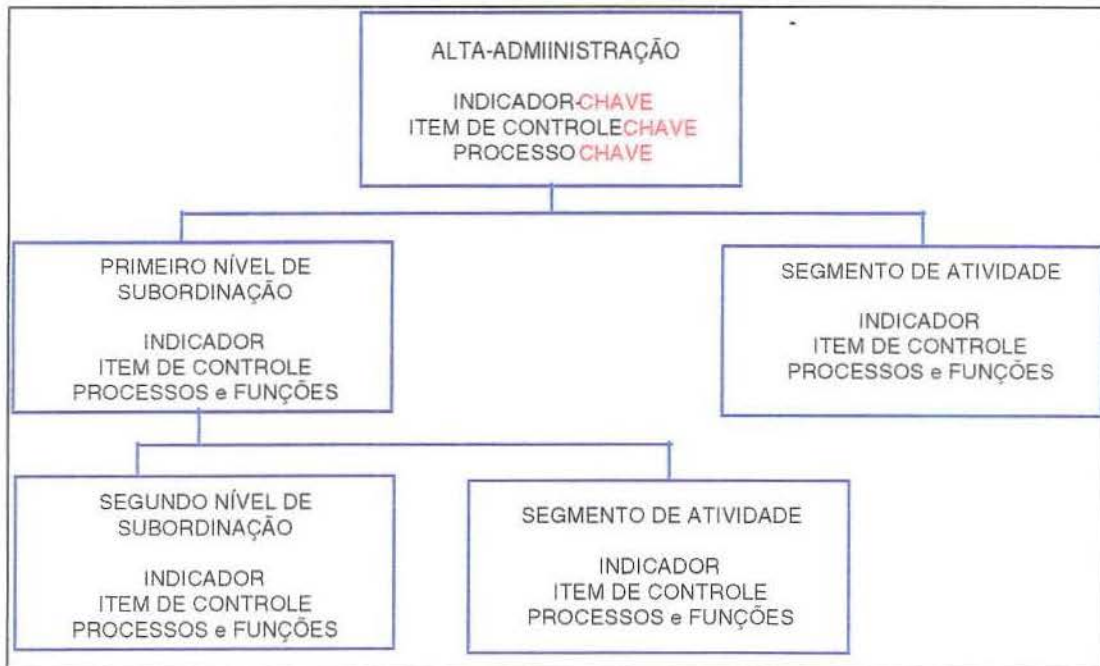 ALTA-ADMIINISTRAÇÃO
INDICADOR-CHAVE
ITEM DE CONTROLE CHAVE
PROCESSO CHAVE
PRIMEIRO NÍVEL DE
SUBORDINAÇÃO
INDICADOR
ITEM DE CONTROLE
PROCESSOS e FUNÇÕES
SEGMENTO DE ATIVIDADE
INDICADOR
ITEM DE CONTROLE
PROCESSOS e FUNÇÕES
SEGUNDO NÍVEL DE
SUBORDINAÇÃO
INDICADOR
ITEM DE CONTROLE
PROCESSOS e FUNÇÕES
SEGMENTO DE ATIVIDADE
INDICADOR
ITEM DE CONTROLE
PROCESSOS e FUNÇÕES